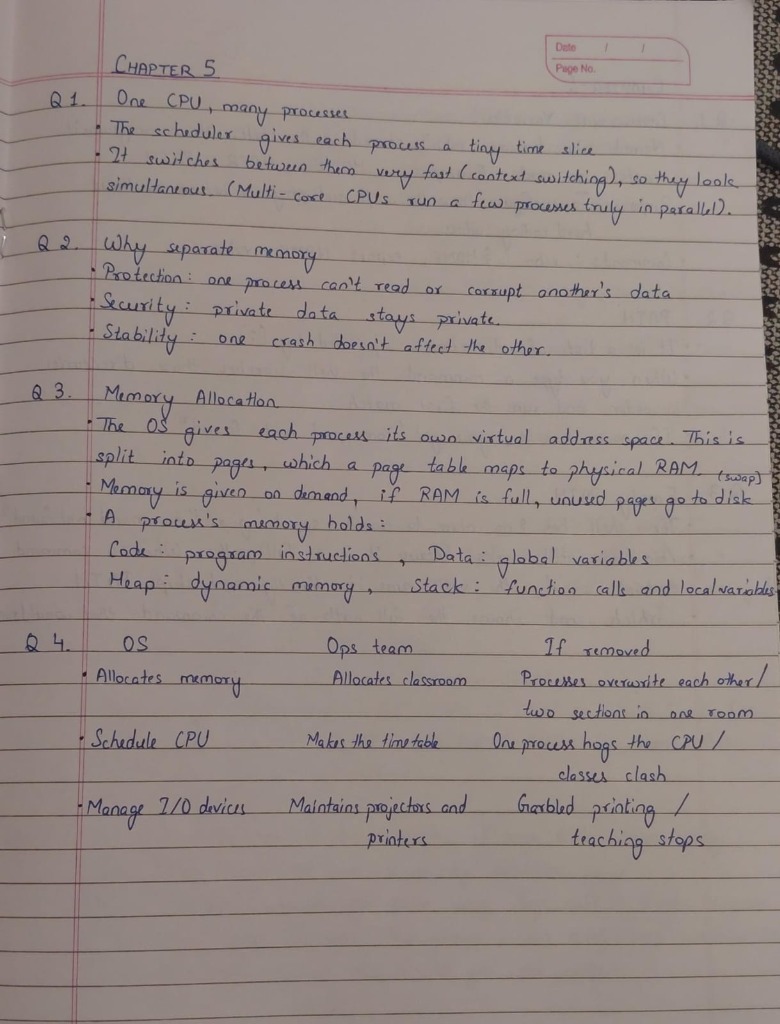 Date / /
Page No.
CHAPTER 5
Q 1. One CPU, many processes
• The scheduler gives each process a tiny time slice
• It switches between them very fast (context switching), so they look
simultaneous. (Multi-core CPUs run a few processes truly in parallel).
Q 2. Why separate memory
• Protection: one process can't read or corrupt another's data
• Security: private data stays private.
• Stability: one crash doesn't affect the other.
Q 3. Memory Allocation
• The OS gives each process its own virtual address space. This is
split into pages, which a page table maps to physical RAM.
• Memory is given on demand, if RAM is full, unused pages go to disk (swap)
• A process's memory holds:
Code: program instructions, Data: global variables
Heap: dynamic memory, Stack: function calls and local variables
Q 4. OS Ops team If removed
• Allocates memory Allocates classroom Processes overwrite each other/
two sections in one room
• Schedule CPU Makes the timetable One process hogs the CPU /
classes clash
• Manage I/O devices Maintains projectors and Garbled printing /
printers teaching stops